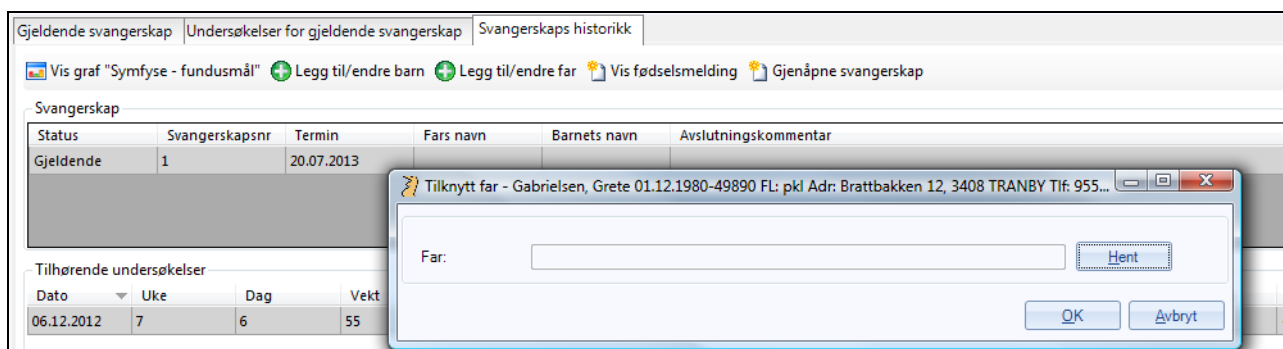 Gjeldende svangerskap Undersøkelser for gjeldende svangerskap Svangerskaps historikk
Vis graf "Symfyse - fundusmål" Legg til/endre barn Legg til/endre far Vis fødselsmelding Gjenåpne svangerskap
Svangerskap
Status Svangerskapsnr Termin Fars navn Barnets navn Avslutningskommentar
Gjeldende 1 20.07.2013
Tilknytt far - Gabrielsen, Grete 01.12.1980-49890 FL: pkl Adr: Brattbakken 12, 3408 TRANBY Tlf: 955...
Far: Hent
OK Avbryt
Tilhørende undersøkelser
Dato Uke Dag Vekt
06.12.2012 7 6 55